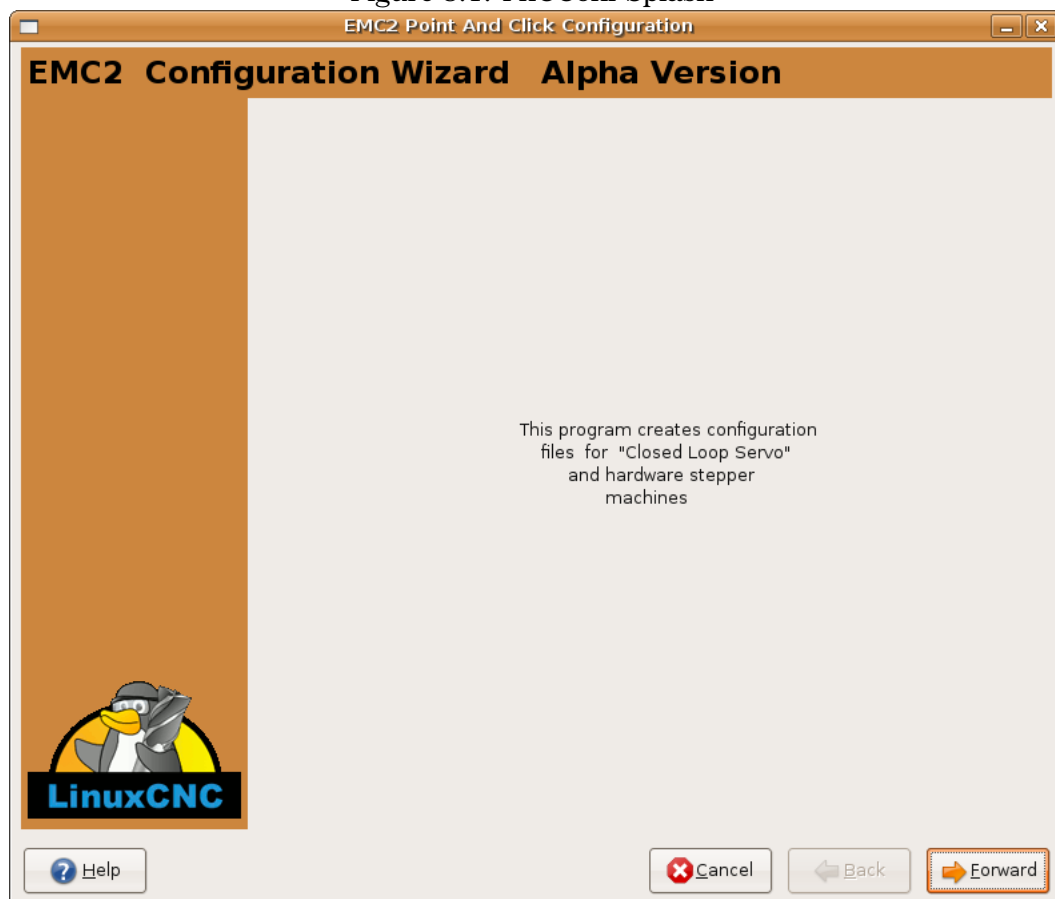 EMC2 Point And Click Configuration
EMC2 Configuration Wizard Alpha Version
This program creates configuration
files for "Closed Loop Servo"
and hardware stepper
machines
LinuxCNC
Help
Cancel
Back
Forward